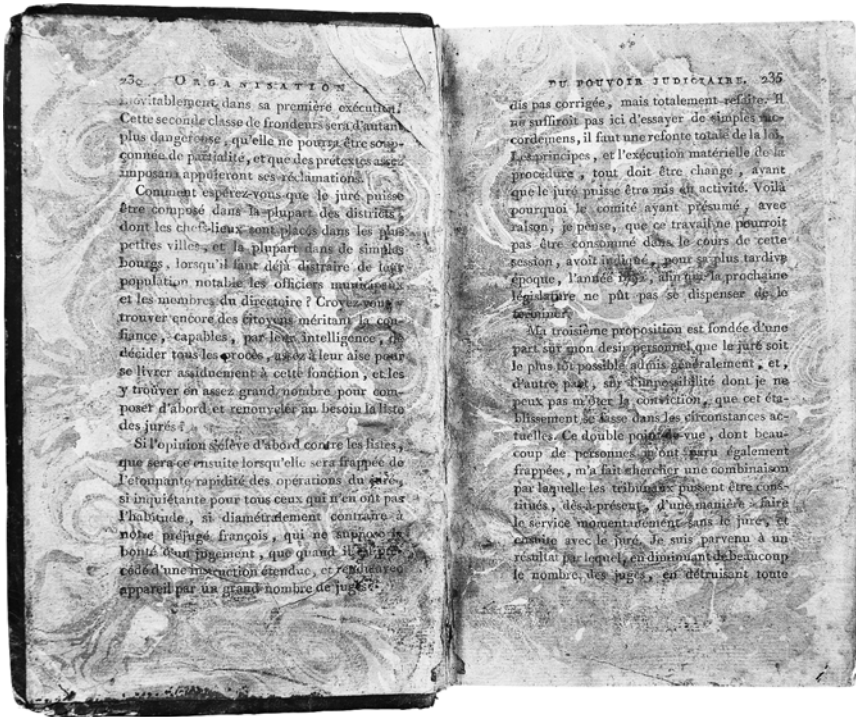 230 ORGANISATION
inévitablement, dans sa première exécution.
Cette seconde classe de frondeurs sera d'autant
plus dangereuse, qu'elle ne pourra être soup-
çonnée de partialité, et que des prétextes assez
imposans appuieront ses réclamations.
Comment espérez-vous que le juré puisse
être composé dans la plupart des districts,
dont les chefs-lieux sont placés dans les plus
petites villes, et la plupart dans de simples
bourgs, lorsqu'il faut déjà distraire de leur
population notable les officiers municipaux
et les membres du directoire ? Croyez-vous y
trouver encore des citoyens méritant la con-
fiance, capables, par leur intelligence, de
décider tous les procès, assez à leur aise pour
se livrer assiduement à cette fonction, et les
y trouver en assez grand nombre pour com-
poser d'abord et renouveler au besoin la liste
des jurés ?
Si l'opinion s'élève d'abord contre les listes,
que sera-ce ensuite lorsqu'elle sera frappée de
l'étonnante rapidité des opérations du juré,
si inquiétante pour tous ceux qui n'en ont pas
l'habitude, si diamétralement contraire à
notre préjugé françois, qui ne suppose la
bonté d'un jugement, que quand il est pré-
cédé d'une instruction étendue, et rendu avec
appareil par un grand nombre de juges ?
DU POUVOIR JUDICIAIRE. 235
dis pas corrigée, mais totalement refaite. Il
ne suffiroit pas ici d'essayer de simples rac-
cordemens, il faut une refonte totale de la loi.
Les principes, et l'exécution matérielle de la
procédure, tout doit être change, avant
que le juré puisse être mis en activité. Voilà
pourquoi le comité ayant présumé, avec
raison, je pense, que ce travail ne pourroit
pas être consommé dans le cours de cette
session, avoit indiqué, pour sa plus tardive
époque, l'année 1792, afin que la prochaine
législature ne pût pas se dispenser de le
terminer.
Ma troisième proposition est fondée d'une
part sur mon desir personnel que le juré soit
le plus tôt possible admis généralement, et,
d'autre part, sur l'impossibilité dont je ne
peux pas m'ôter la conviction, que cet éta-
blissement se fasse dans les circonstances ac-
tuelles. Ce double point de vue, dont beau-
coup de personnes m'ont paru également
frappées, m'a fait chercher une combinaison
par laquelle les tribunaux pussent être cons-
titués, dès-à-présent, d'une manière à faire
le service momentanément sans le juré, et
ensuite avec le juré. Je suis parvenu à un
résultat par lequel, en diminuant de beaucoup
le nombre des juges, en détruisant toute